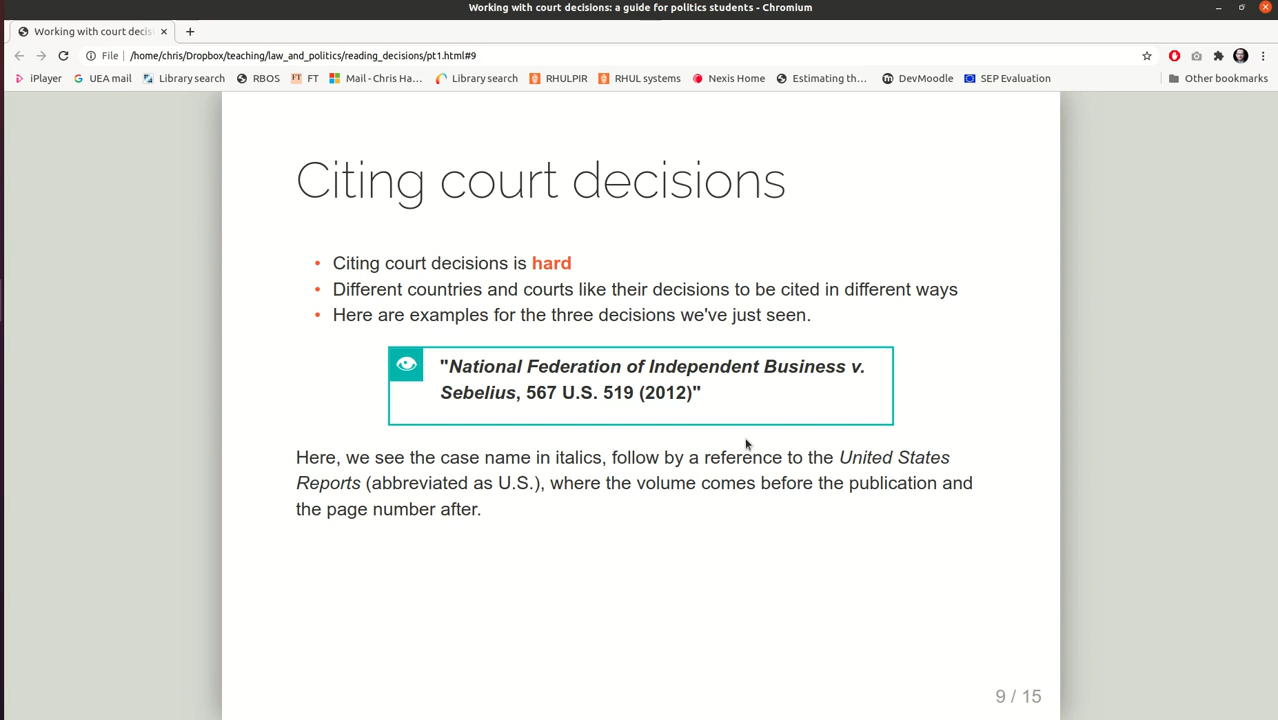 Working with court decisions: a guide for politics students - Chromium
Working with court decis
File | /home/chris/Dropbox/teaching/law_and_politics/reading_decisions/pt1.html#9
iPlayer UEA mail Library search RBOS FT Mail - Chris Ha... Library search RHULPIR RHUL systems Nexis Home Estimating th... DevMoodle SEP Evaluation Other bookmarks
Citing court decisions
• Citing court decisions is hard
• Different countries and courts like their decisions to be cited in different ways
• Here are examples for the three decisions we've just seen.
"National Federation of Independent Business v.
Sebelius, 567 U.S. 519 (2012)"
Here, we see the case name in italics, follow by a reference to the United States
Reports (abbreviated as U.S.), where the volume comes before the publication and
the page number after.
9 / 15